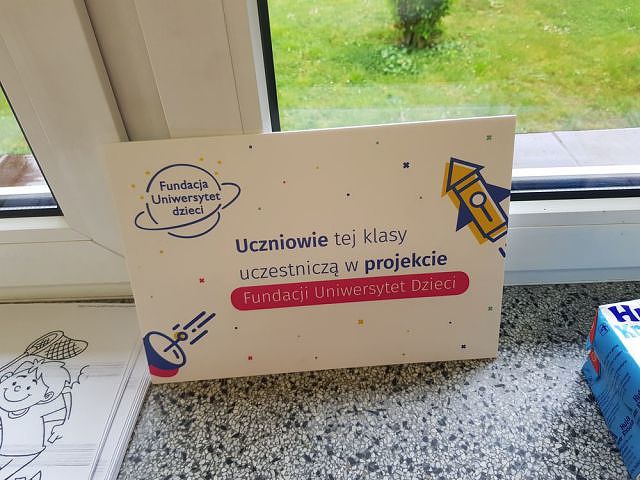 Fundacja
Uniwersytet
dzieci
Uczniowie tej klasy
uczestniczą w projekcie
Fundacji Uniwersytet Dzieci